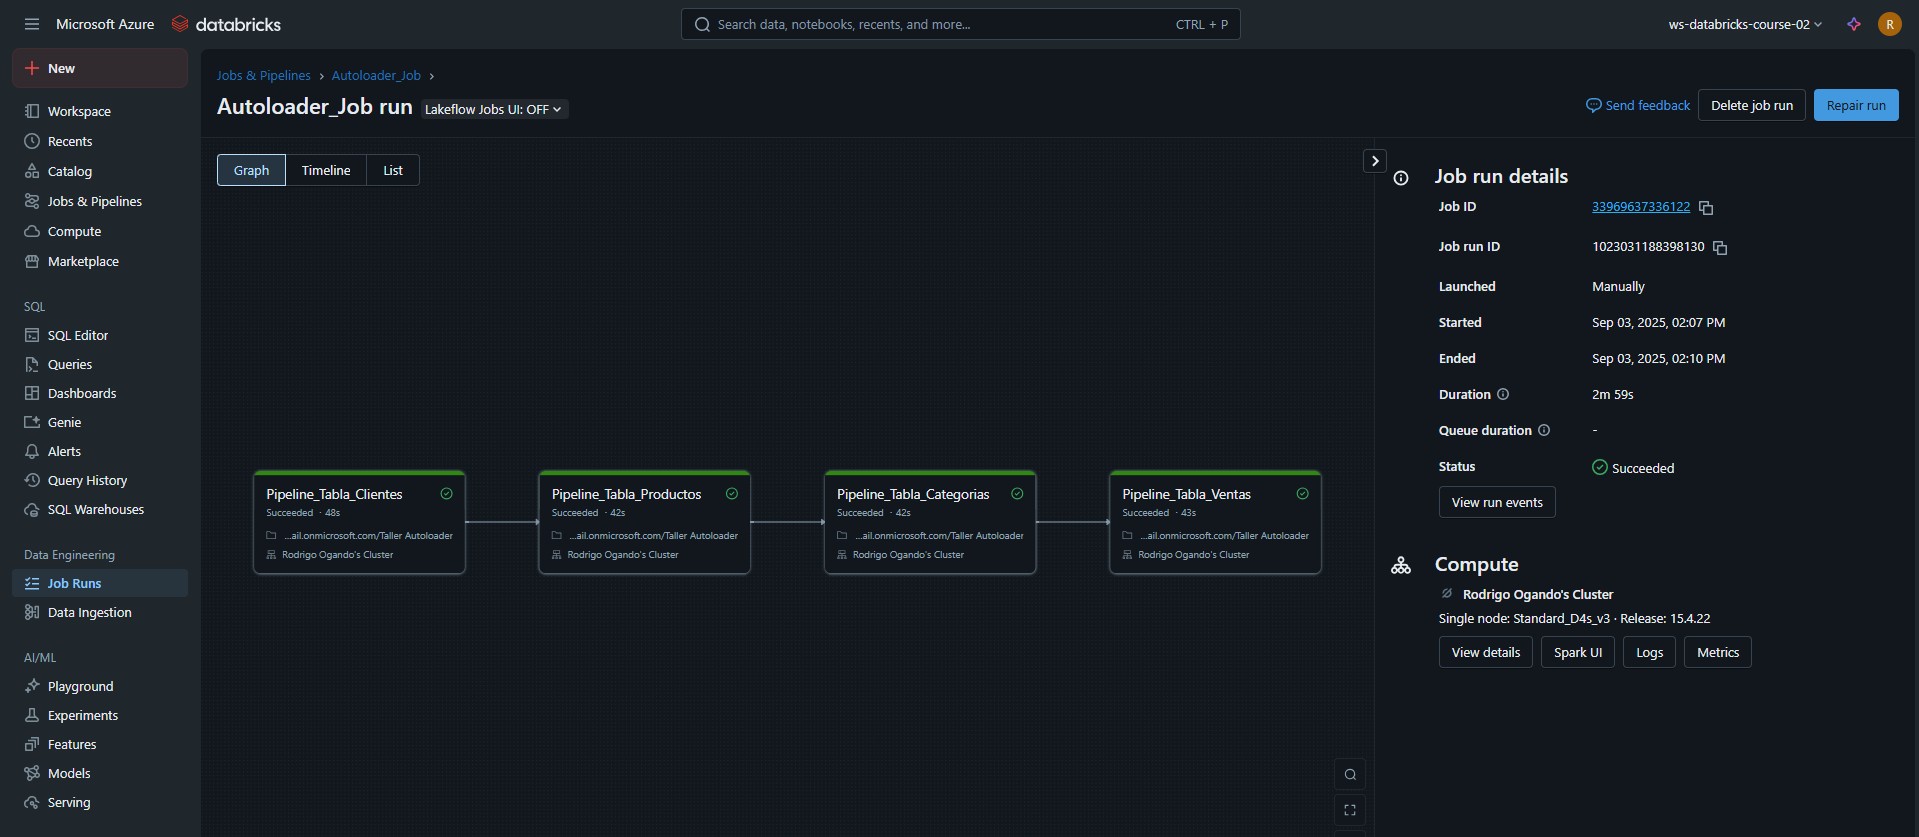 Microsoft Azure databricks
Search data, notebooks, recents, and more... CTRL + P
ws-databricks-course-02
R
New
Workspace
Recents
Catalog
Jobs & Pipelines
Compute
Marketplace
SQL
SQL Editor
Queries
Dashboards
Genie
Alerts
Query History
SQL Warehouses
Data Engineering
Job Runs
Data Ingestion
AI/ML
Playground
Experiments
Features
Models
Serving
Jobs & Pipelines › Autoloader_Job ›
Autoloader_Job run Lakeflow Jobs UI: OFF
Send feedback Delete job run Repair run
Graph Timeline List
Pipeline_Tabla_Clientes
Succeeded · 48s
...ail.onmicrosoft.com/Taller Autoloader
Rodrigo Ogando's Cluster
Pipeline_Tabla_Productos
Succeeded · 42s
...ail.onmicrosoft.com/Taller Autoloader
Rodrigo Ogando's Cluster
Pipeline_Tabla_Categorias
Succeeded · 42s
...ail.onmicrosoft.com/Taller Autoloader
Rodrigo Ogando's Cluster
Pipeline_Tabla_Ventas
Succeeded · 43s
...ail.onmicrosoft.com/Taller Autoloader
Rodrigo Ogando's Cluster
Job run details
Job ID 33969637336122
Job run ID 1023031188398130
Launched Manually
Started Sep 03, 2025, 02:07 PM
Ended Sep 03, 2025, 02:10 PM
Duration 2m 59s
Queue duration -
Status Succeeded
View run events
Compute
Rodrigo Ogando's Cluster
Single node: Standard_D4s_v3 · Release: 15.4.22
View details Spark UI Logs Metrics